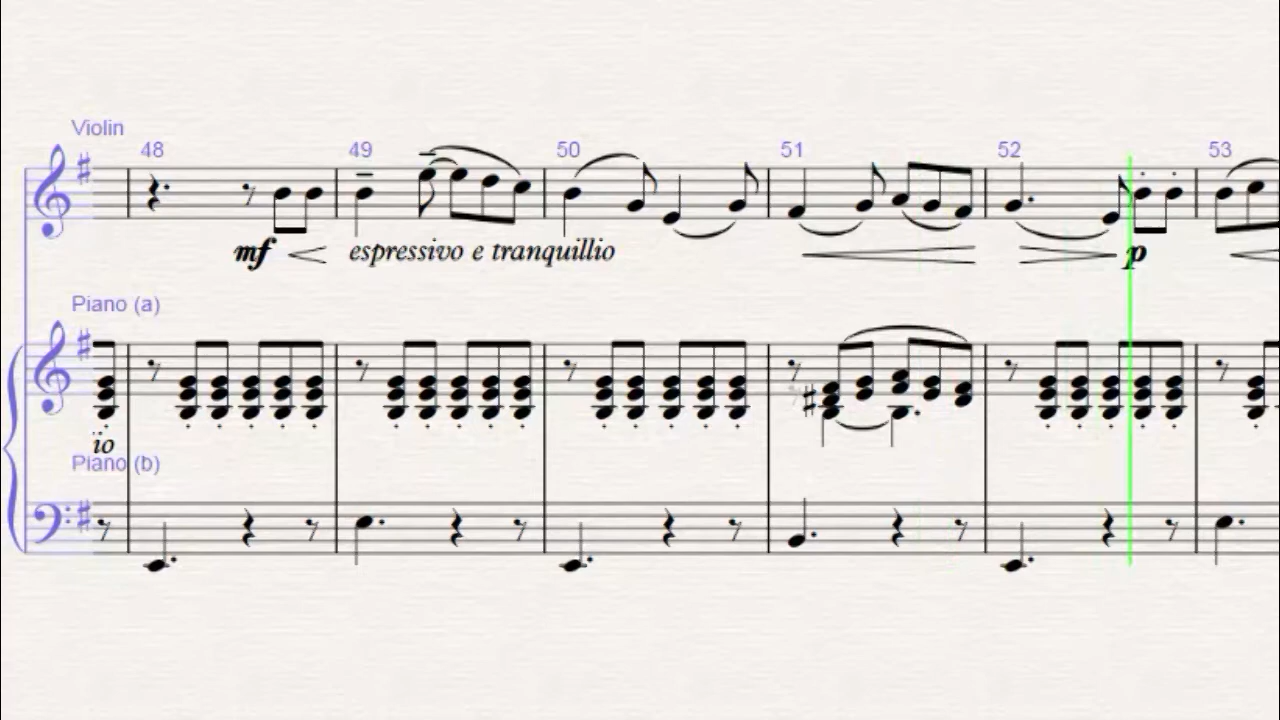 Violin
48 49 50 51 52 53
mf espressivo e tranquillio p
Piano (a)
io
Piano (b)